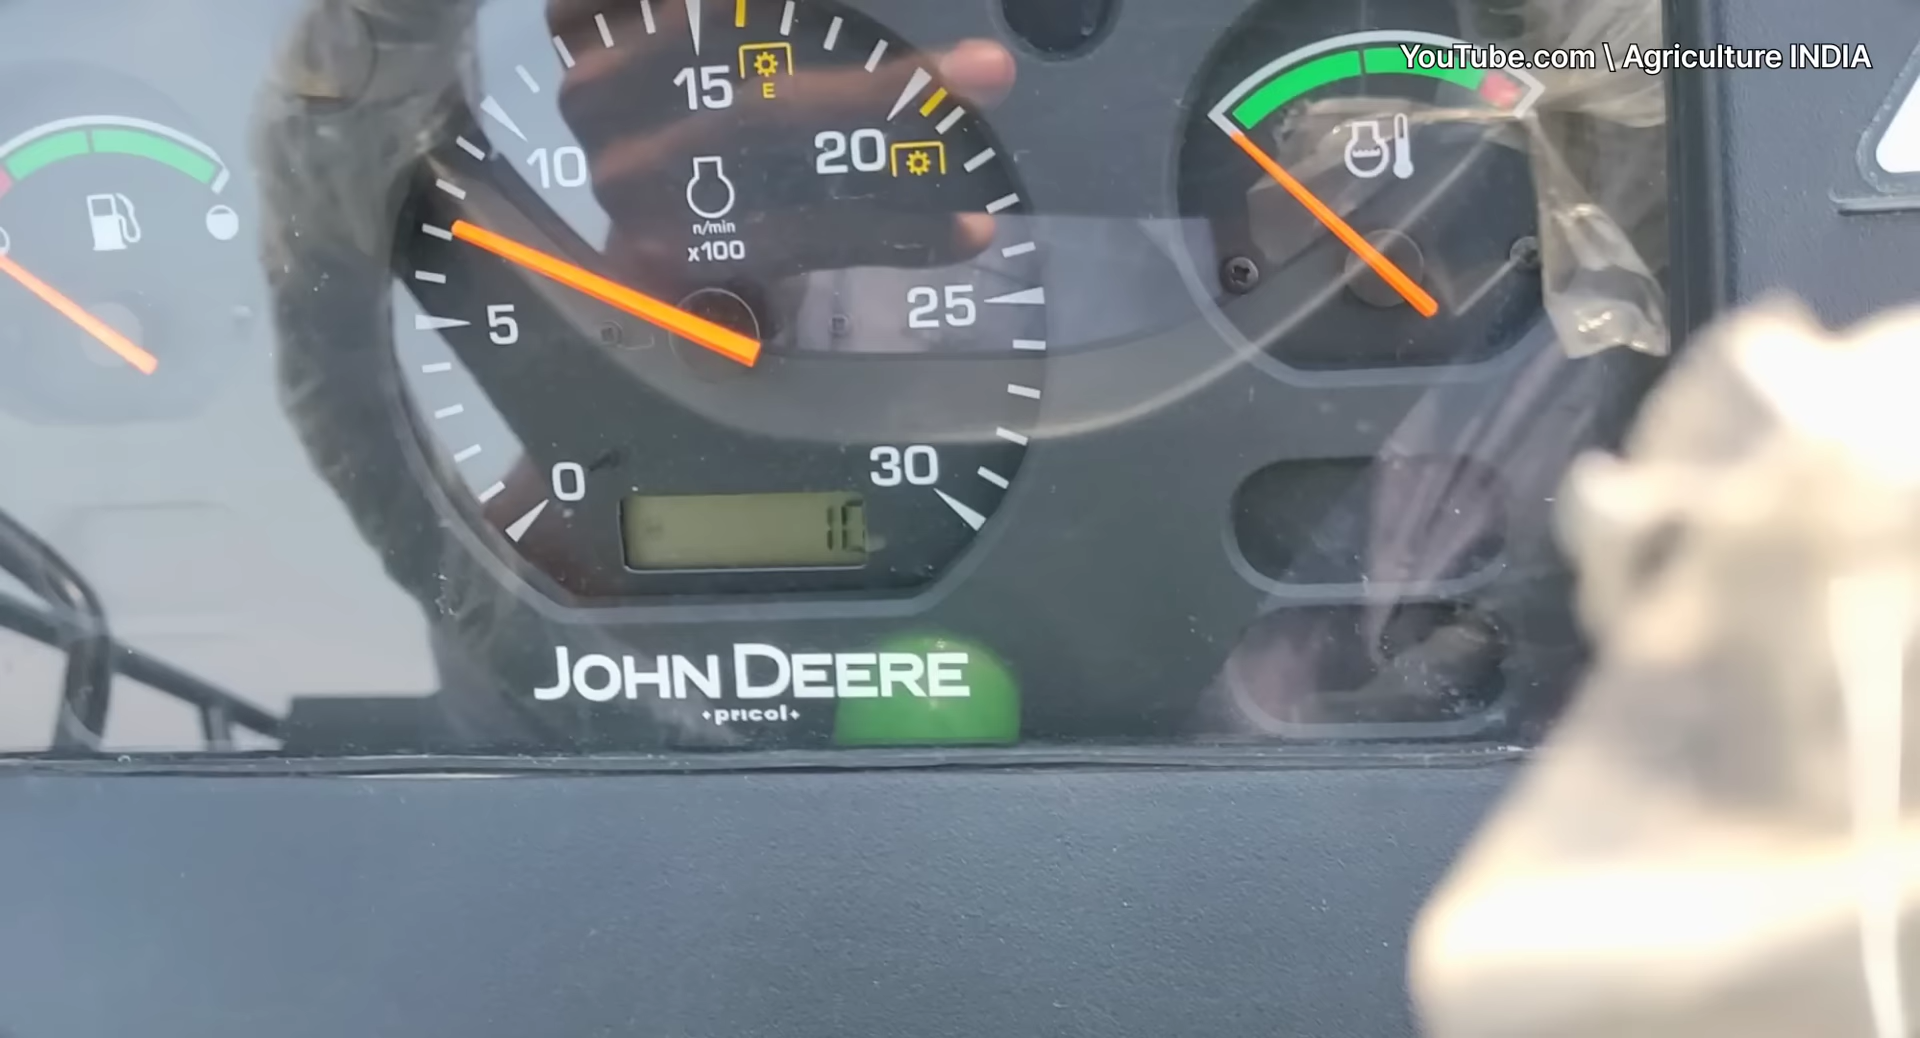 YouTube.com \ Agriculture INDIA
15
E
20
10
n/min
x100
25
5
30
0
JOHN DEERE
+pricol+